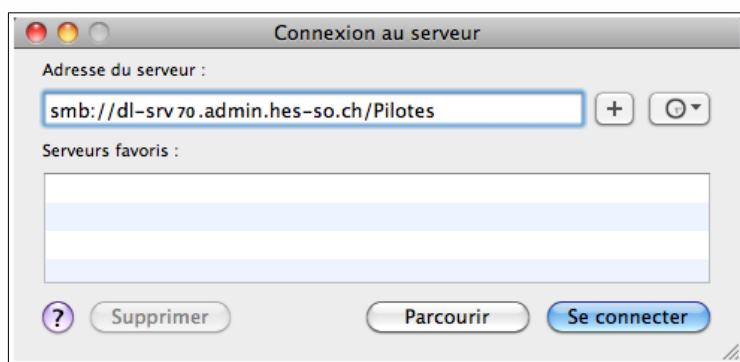 Connexion au serveur
Adresse du serveur :
smb://dl-srv70.admin.hes-so.ch/Pilotes
+
Serveurs favoris :
? Supprimer Parcourir Se connecter